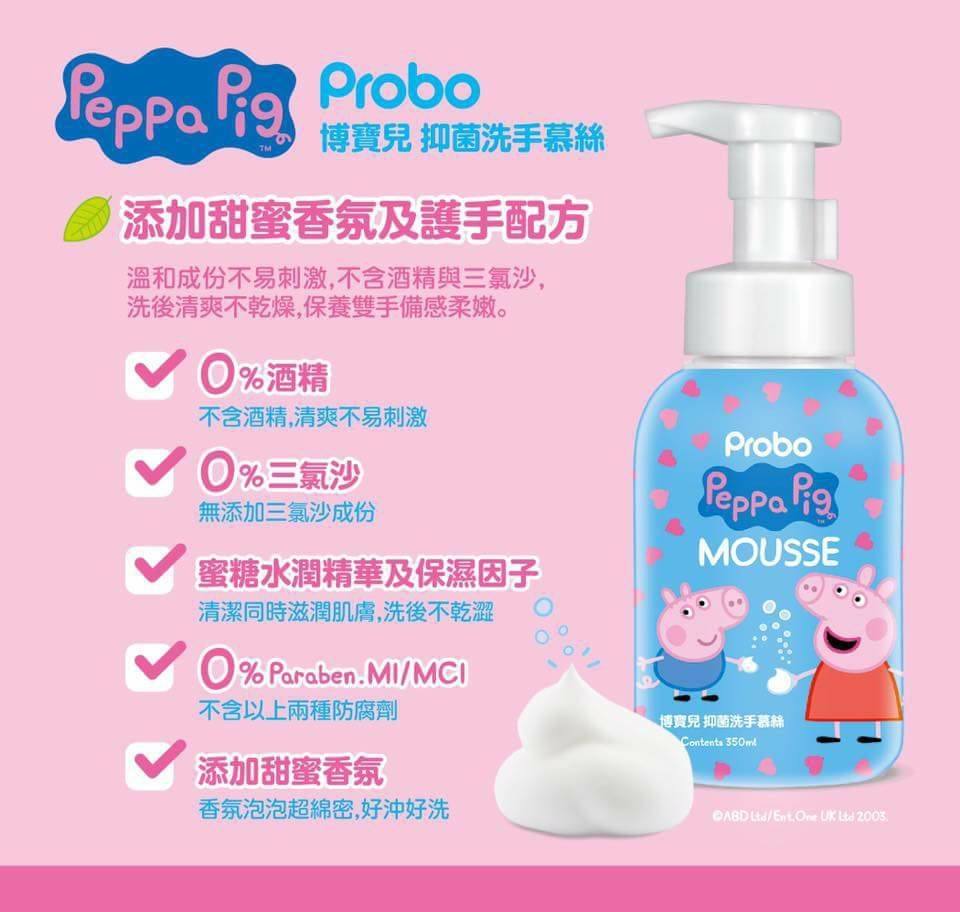 Peppa Pig
TM
Probo
博寶兒 抑菌洗手慕絲
添加甜蜜香氛及護手配方
溫和成份不易刺激,不含酒精與三氯沙,
洗後清爽不乾燥,保養雙手備感柔嫩。
0%酒精
不含酒精,清爽不易刺激
0%三氯沙
無添加三氯沙成份
蜜糖水潤精華及保濕因子
清潔同時滋潤肌膚,洗後不乾澀
0% Paraben.MI/MCI
不含以上兩種防腐劑
添加甜蜜香氛
香氛泡泡超綿密,好沖好洗
Probo
Peppa Pig
TM
MOUSSE
博寶兒 抑菌洗手慕絲
Contents 350ml
©ABD Ltd/Ent.One UK Ltd 2003.